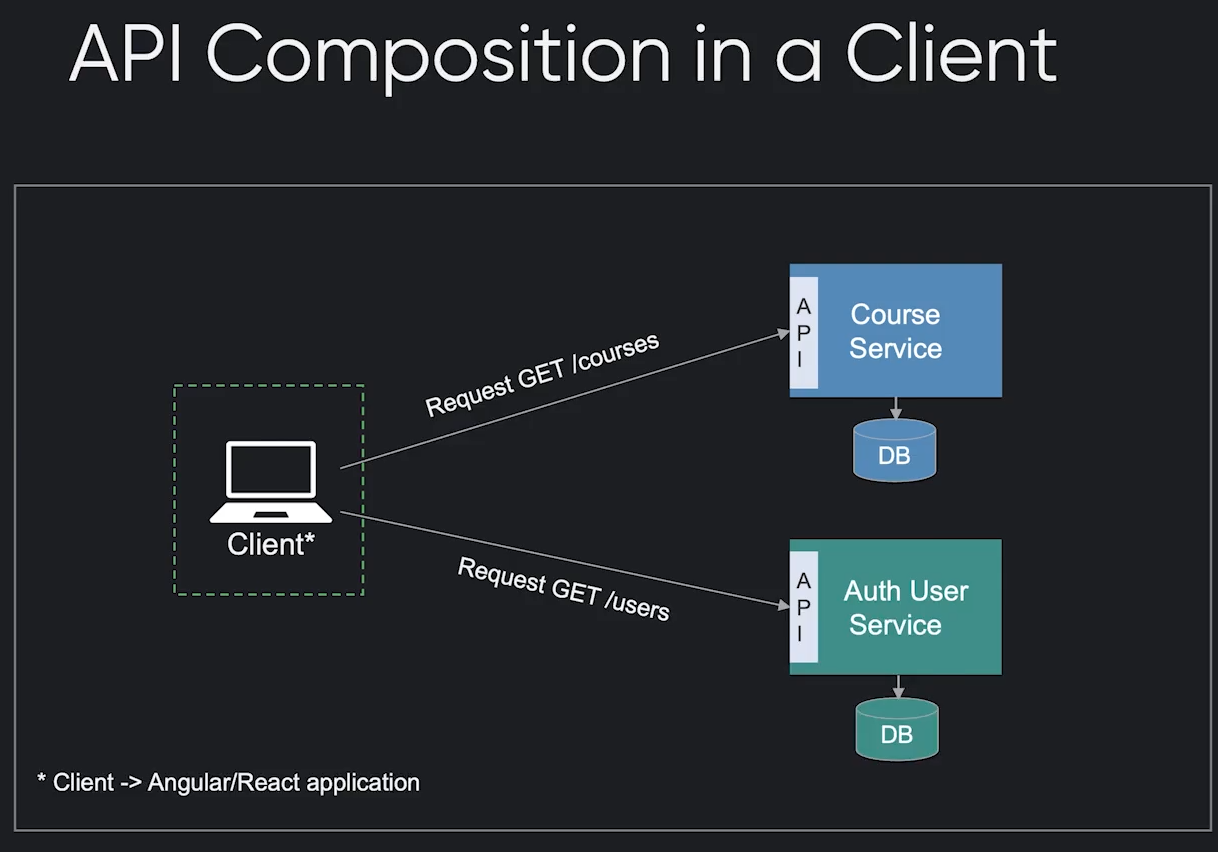 API Composition in a Client
Request GET /courses
A
P
I
Course
Service
DB
Client*
Request GET /users
A
P
I
Auth User
Service
DB
* Client -> Angular/React application